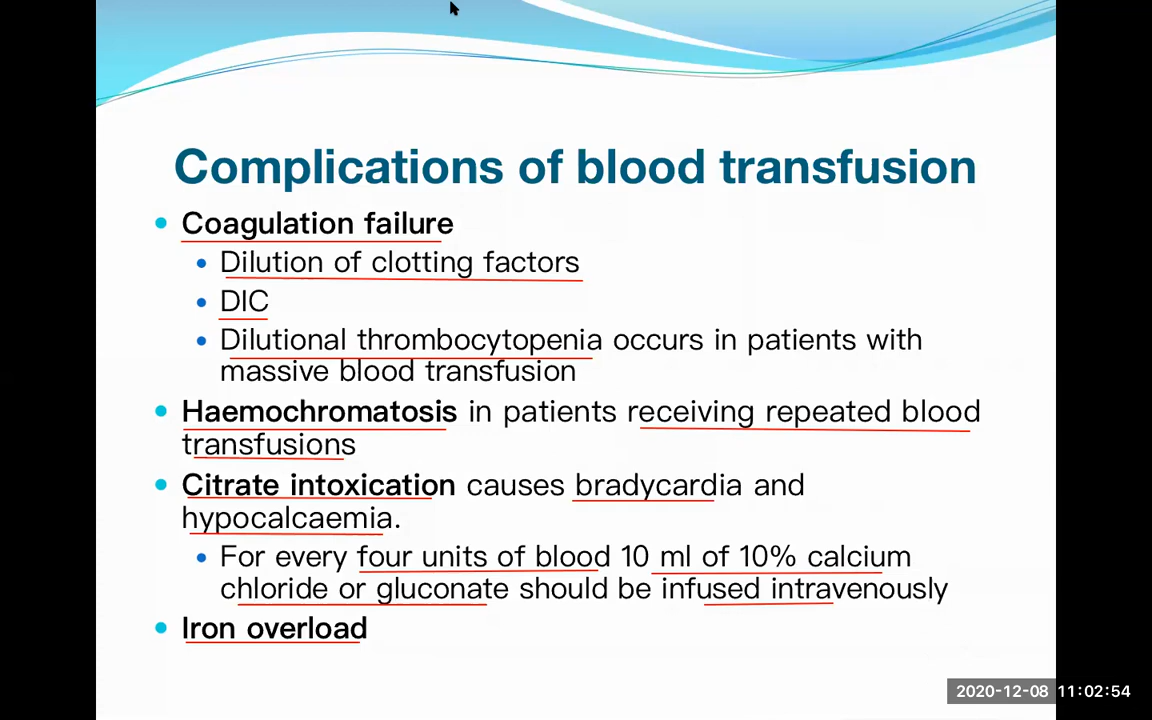 Complications of blood transfusion
Coagulation failure
Dilution of clotting factors
DIC
Dilutional thrombocytopenia occurs in patients with
massive blood transfusion
Haemochromatosis in patients receiving repeated blood
transfusions
Citrate intoxication causes bradycardia and
hypocalcaemia.
For every four units of blood 10 ml of 10% calcium
chloride or gluconate should be infused intravenously
Iron overload
2020-12-08 11:02:54